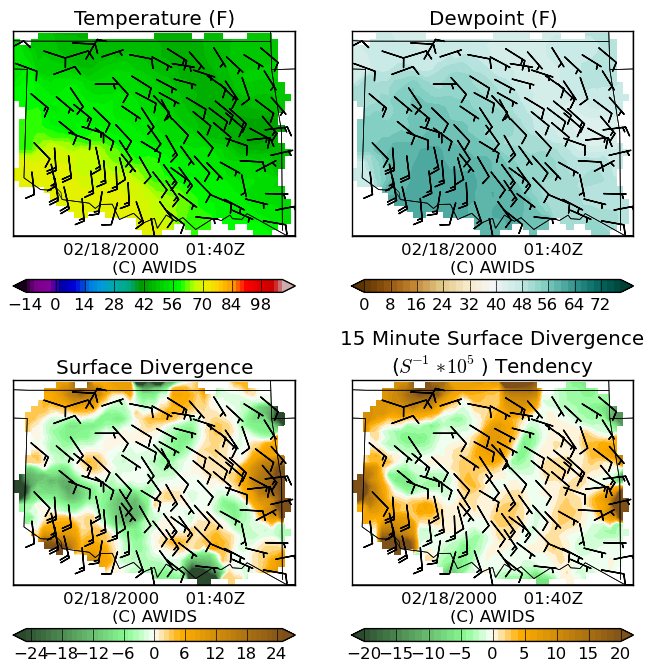 Temperature (F)
Dewpoint (F)
02/18/2000 01:40Z
(C) AWIDS
−14 0 14 28 42 56 70 84 98
02/18/2000 01:40Z
(C) AWIDS
0 8 16 24 32 40 48 56 64 72
Surface Divergence
15 Minute Surface Divergence
(S⁻¹ *10⁵ ) Tendency
02/18/2000 01:40Z
(C) AWIDS
−24 −18 −12 −6 0 6 12 18 24
02/18/2000 01:40Z
(C) AWIDS
−20 −15 −10 −5 0 5 10 15 20